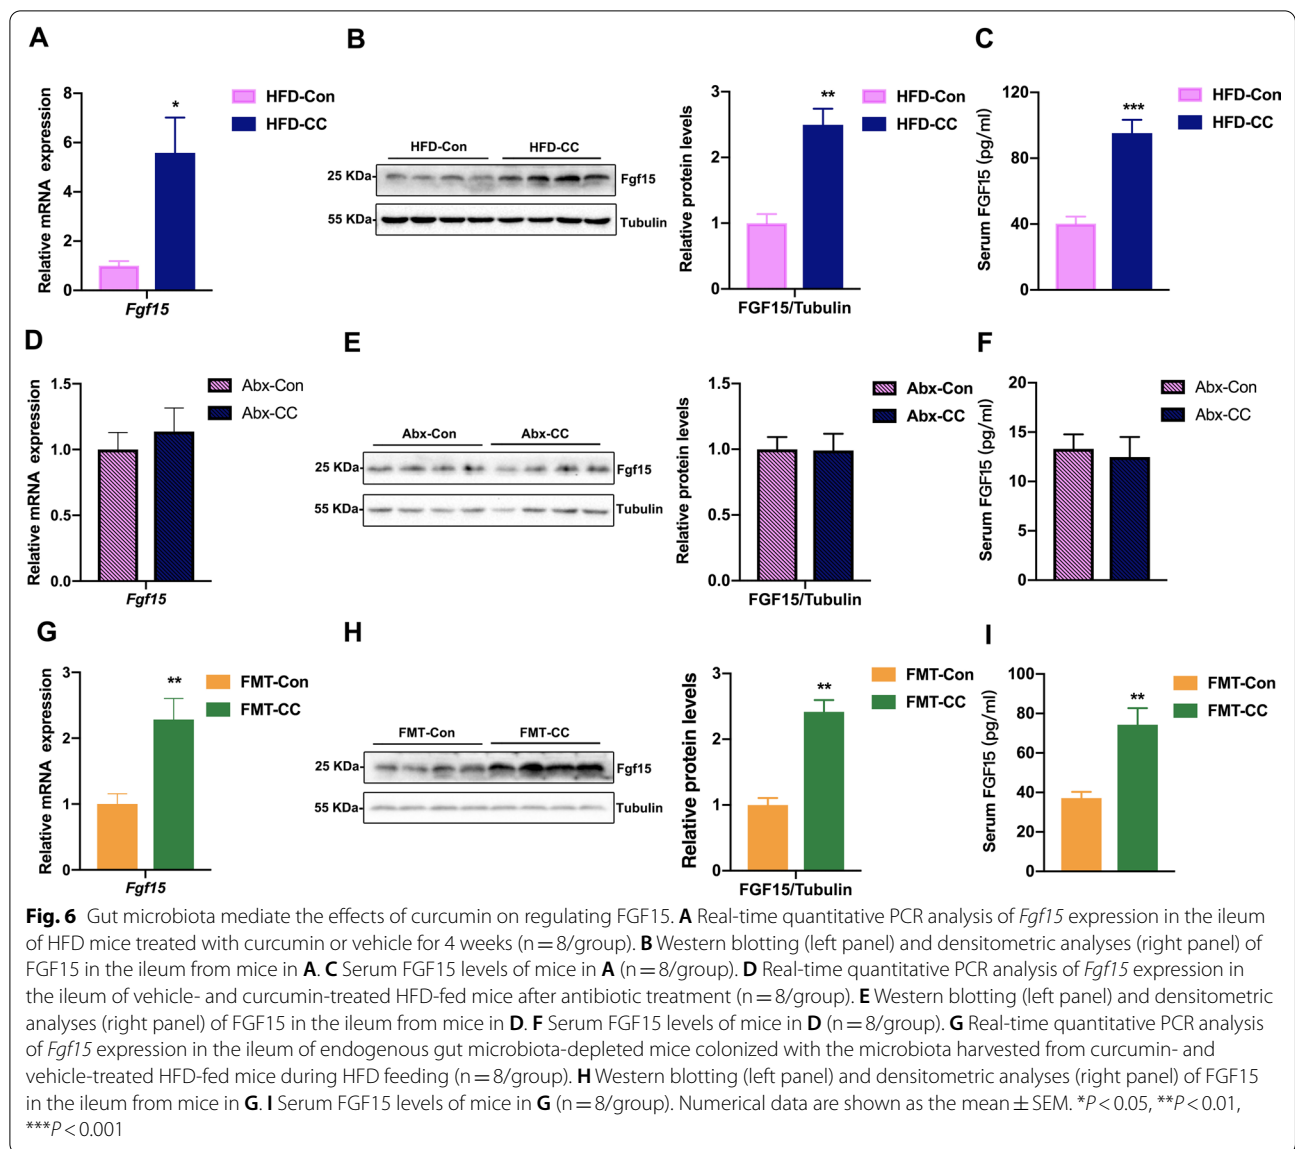 A
Relative mRNA expression
8
6
4
2
0
*
Fgf15
HFD-Con
HFD-CC
B
HFD-Con HFD-CC
25 KDa- Fgf15
55 KDa- Tubulin
Relative protein levels
3
2
1
0
**
FGF15/Tubulin
HFD-Con
HFD-CC
C
Serum FGF15 (pg/ml)
120
80
40
0
***
HFD-Con
HFD-CC
D
Relative mRNA expression
1.5
1.0
0.5
0.0
Fgf15
Abx-Con
Abx-CC
E
Abx-Con Abx-CC
25 KDa- Fgf15
55 KDa- Tubulin
Relative protein levels
1.5
1.0
0.5
0.0
FGF15/Tubulin
Abx-Con
Abx-CC
F
Serum FGF15 (pg/ml)
20
15
10
5
0
Abx-Con
Abx-CC
G
Relative mRNA expression
3
2
1
0
**
Fgf15
FMT-Con
FMT-CC
H
FMT-Con FMT-CC
25 KDa- Fgf15
55 KDa- Tubulin
Relative protein levels
3
2
1
0
**
FGF15/Tubulin
FMT-Con
FMT-CC
I
Serum FGF15 (pg/ml)
100
80
60
40
20
0
**
FMT-Con
FMT-CC
Fig. 6 Gut microbiota mediate the effects of curcumin on regulating FGF15. A Real-time quantitative PCR analysis of Fgf15 expression in the ileum
of HFD mice treated with curcumin or vehicle for 4 weeks (n = 8/group). B Western blotting (left panel) and densitometric analyses (right panel) of
FGF15 in the ileum from mice in A. C Serum FGF15 levels of mice in A (n = 8/group). D Real-time quantitative PCR analysis of Fgf15 expression in
the ileum of vehicle- and curcumin-treated HFD-fed mice after antibiotic treatment (n = 8/group). E Western blotting (left panel) and densitometric
analyses (right panel) of FGF15 in the ileum from mice in D. F Serum FGF15 levels of mice in D (n = 8/group). G Real-time quantitative PCR analysis
of Fgf15 expression in the ileum of endogenous gut microbiota-depleted mice colonized with the microbiota harvested from curcumin- and
vehicle-treated HFD-fed mice during HFD feeding (n = 8/group). H Western blotting (left panel) and densitometric analyses (right panel) of FGF15
in the ileum from mice in G. I Serum FGF15 levels of mice in G (n = 8/group). Numerical data are shown as the mean ± SEM. *P < 0.05, **P < 0.01,
***P < 0.001